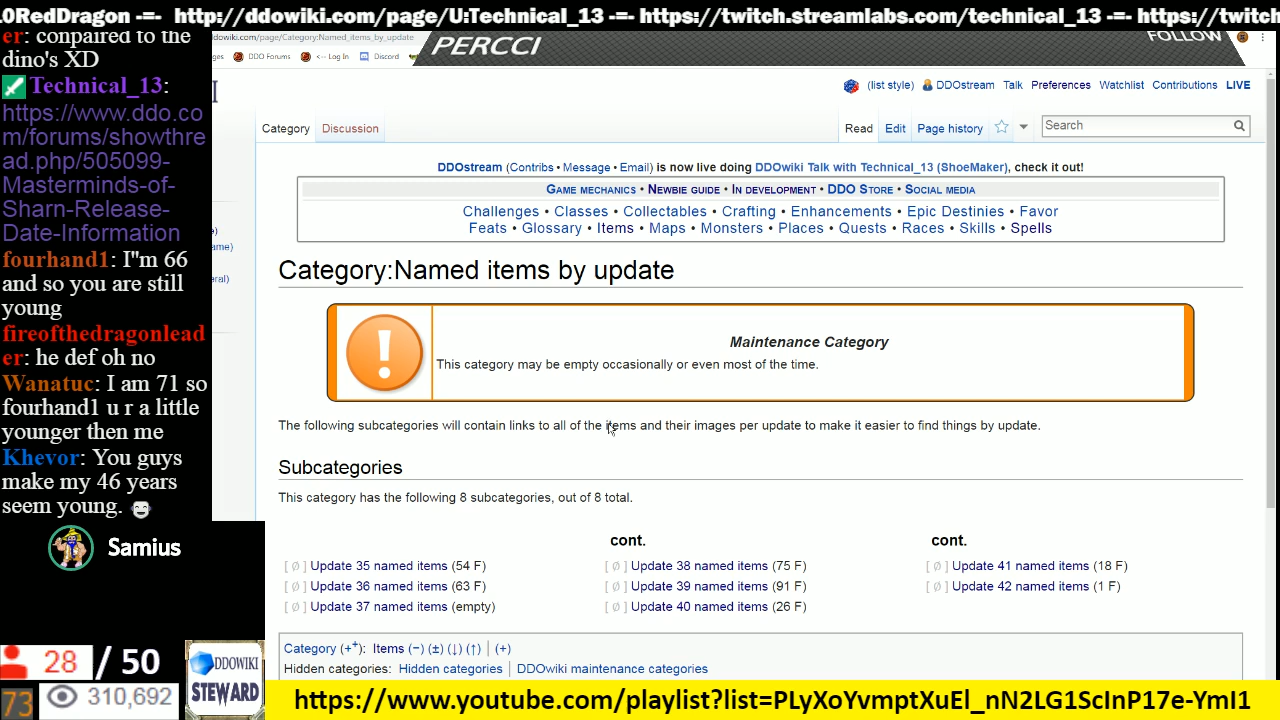 0RedDragon -=- http://ddowiki.com/page/U:Technical_13 -=- https://twitch.streamlabs.com/technical_13 -=- https://twitch
er: conpaired to the
dino's XD
Technical_13:
https://www.ddo.co
m/forums/showthre
ad.php/505099-
Masterminds-of-
Sharn-Release-
Date-Information
fourhand1: I"m 66
and so you are still
young
fireofthedragonlead
er: he def oh no
Wanatuc: I am 71 so
fourhand1 u r a little
younger then me
Khevor: You guys
make my 46 years
seem young.
Samius
28 / 50
73 310,692
DDOWIKI
STEWARD
dowiki.com/page/Category:Named_items_by_update
ges DDO Forums <-- Log In Discord
PERCCI
FOLLOW
(list style) DDOstream Talk Preferences Watchlist Contributions LIVE
Category Discussion Read Edit Page history Search
DDOstream (Contribs • Message • Email) is now live doing DDOwiki Talk with Technical_13 (ShoeMaker), check it out!
Game mechanics • Newbie guide • In development • DDO Store • Social media
Challenges • Classes • Collectables • Crafting • Enhancements • Epic Destinies • Favor
Feats • Glossary • Items • Maps • Monsters • Places • Quests • Races • Skills • Spells
Category:Named items by update
Maintenance Category
This category may be empty occasionally or even most of the time.
The following subcategories will contain links to all of the items and their images per update to make it easier to find things by update.
Subcategories
This category has the following 8 subcategories, out of 8 total.
[ Ø ] Update 35 named items (54 F)
[ Ø ] Update 36 named items (63 F)
[ Ø ] Update 37 named items (empty)
cont.
[ Ø ] Update 38 named items (75 F)
[ Ø ] Update 39 named items (91 F)
[ Ø ] Update 40 named items (26 F)
cont.
[ Ø ] Update 41 named items (18 F)
[ Ø ] Update 42 named items (1 F)
Category (+⁺): Items (−) (±) (↓) (↑) | (+)
Hidden categories: Hidden categories | DDOwiki maintenance categories
https://www.youtube.com/playlist?list=PLyXoYvmptXuEl_nN2LG1ScInP17e-YmI1